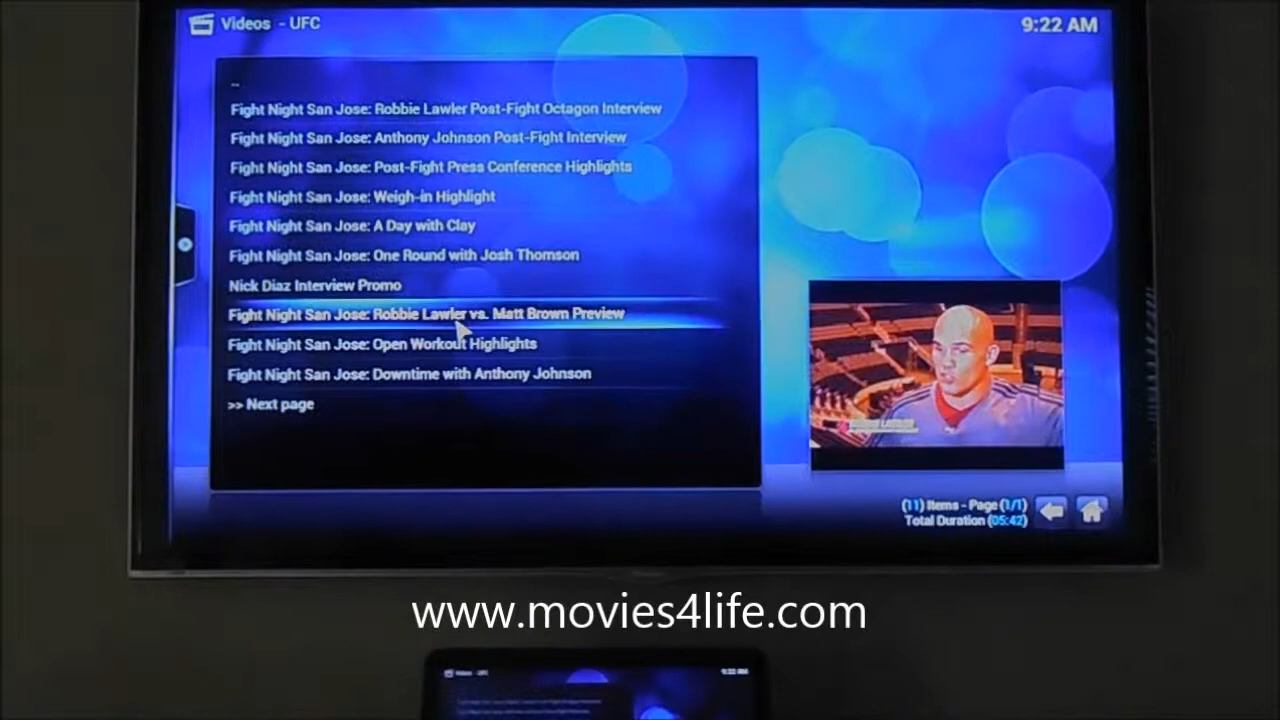 Videos - UFC
9:22 AM
..
Fight Night San Jose: Robbie Lawler Post-Fight Octagon Interview
Fight Night San Jose: Anthony Johnson Post-Fight Interview
Fight Night San Jose: Post-Fight Press Conference Highlights
Fight Night San Jose: Weigh-in Highlight
Fight Night San Jose: A Day with Clay
Fight Night San Jose: One Round with Josh Thomson
Nick Diaz Interview Promo
Fight Night San Jose: Robbie Lawler vs. Matt Brown Preview
Fight Night San Jose: Open Workout Highlights
Fight Night San Jose: Downtime with Anthony Johnson
>> Next page
(11) Items - Page (1/1)
Total Duration (05:42)
www.movies4life.com
Videos - UFC
9:22 AM